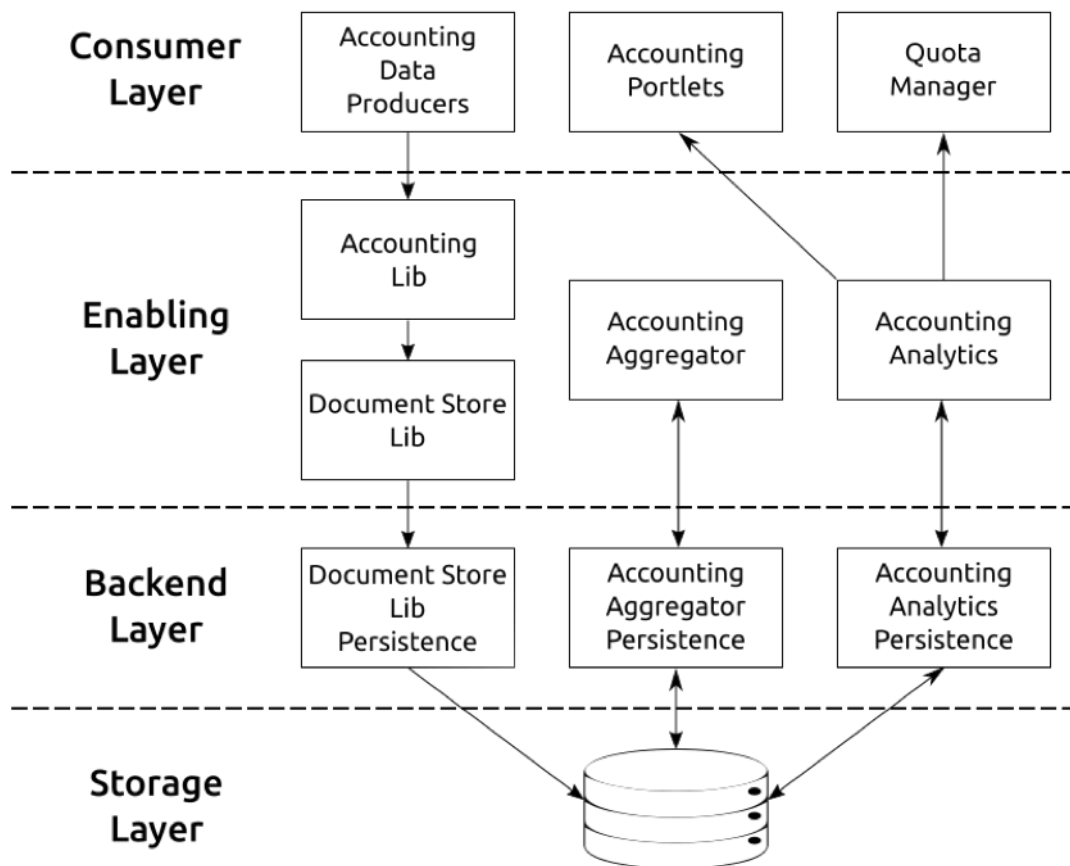 Consumer
Layer
Accounting
Data
Producers
Accounting
Portlets
Quota
Manager
Enabling
Layer
Accounting
Lib
Document Store
Lib
Accounting
Aggregator
Accounting
Analytics
Backend
Layer
Document Store
Lib
Persistence
Accounting
Aggregator
Persistence
Accounting
Analytics
Persistence
Storage
Layer